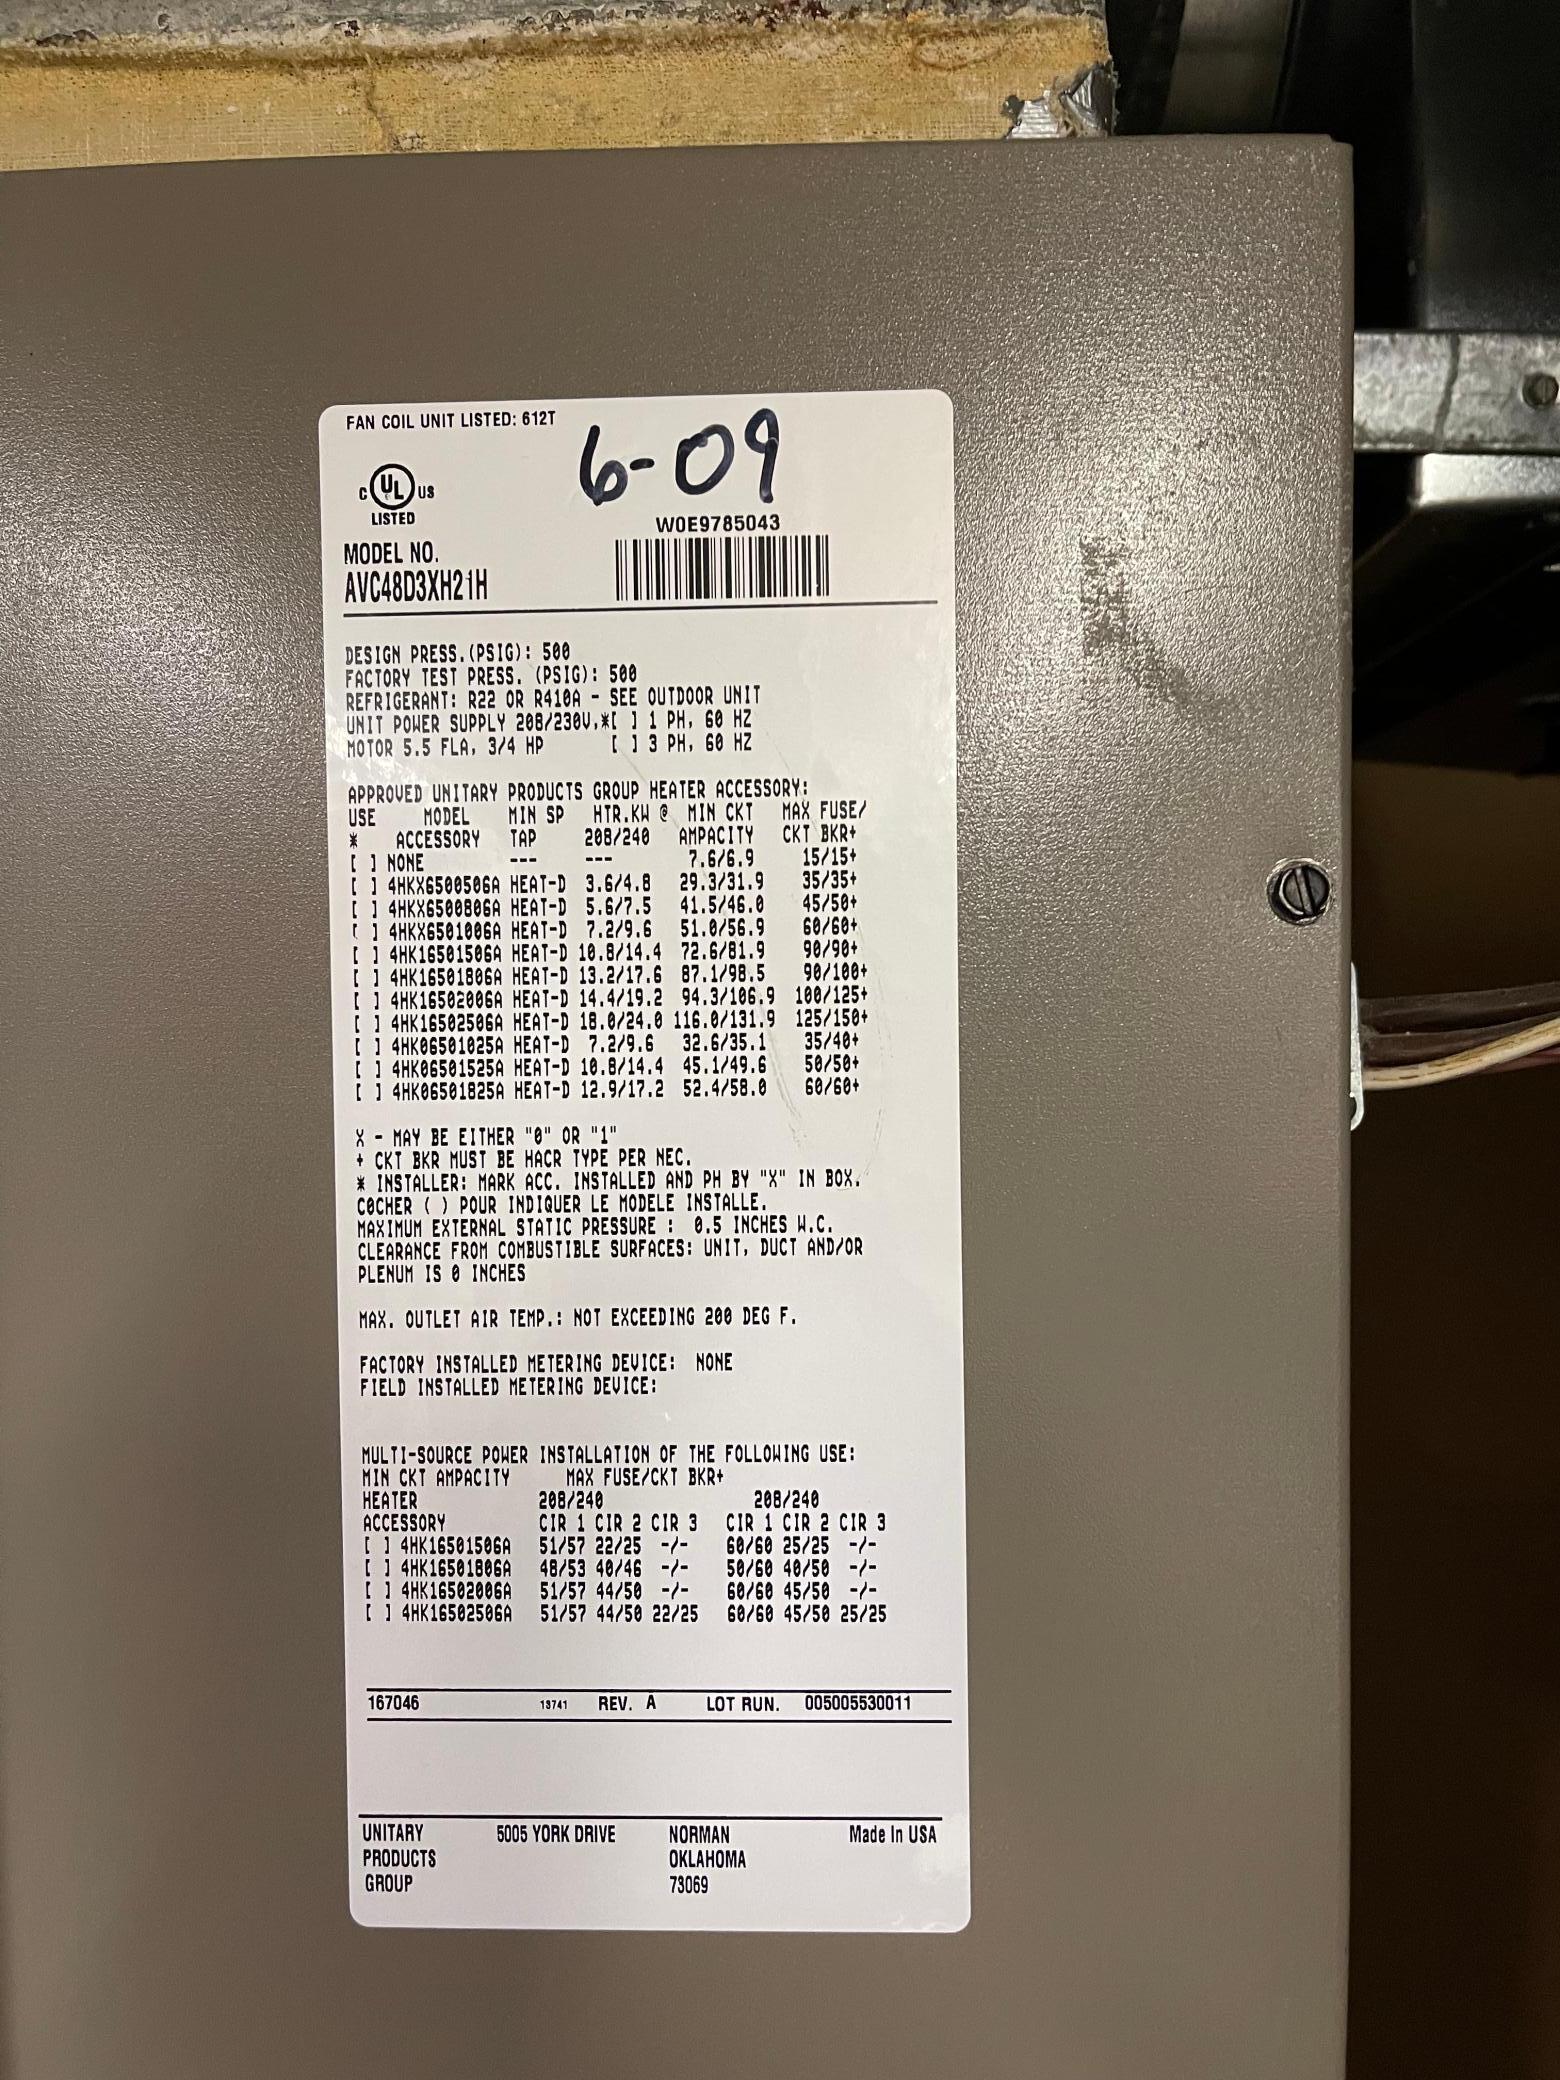 FAN COIL UNIT LISTED: 612T
6-09
C UL US
LISTED
W0E9785043
MODEL NO.
AVC48D3XH21H
DESIGN PRESS.(PSIG): 500
FACTORY TEST PRESS. (PSIG): 500
REFRIGERANT: R22 OR R410A - SEE OUTDOOR UNIT
UNIT POWER SUPPLY 208/230V,*[ ] 1 PH, 60 HZ
MOTOR 5.5 FLA, 3/4 HP [ ] 3 PH, 60 HZ
APPROVED UNITARY PRODUCTS GROUP HEATER ACCESSORY:
USE MODEL MIN SP HTR.KW @ MIN CKT MAX FUSE/
* ACCESSORY TAP 208/240 AMPACITY CKT BKR+
[ ] NONE --- --- 7.6/6.9 15/15+
[ ] 4HKX6500506A HEAT-D 3.6/4.8 29.3/31.9 35/35+
[ ] 4HKX6500806A HEAT-D 5.6/7.5 41.5/46.0 45/50+
[ ] 4HKX6501006A HEAT-D 7.2/9.6 51.0/56.9 60/60+
[ ] 4HK16501506A HEAT-D 10.8/14.4 72.6/81.9 90/90+
[ ] 4HK16501806A HEAT-D 13.2/17.6 87.1/98.5 90/100+
[ ] 4HK16502006A HEAT-D 14.4/19.2 94.3/106.9 100/125+
[ ] 4HK16502506A HEAT-D 18.0/24.0 116.0/131.9 125/150+
[ ] 4HK06501025A HEAT-D 7.2/9.6 32.6/35.1 35/40+
[ ] 4HK06501525A HEAT-D 10.8/14.4 45.1/49.6 50/50+
[ ] 4HK06501825A HEAT-D 12.9/17.2 52.4/58.0 60/60+
X - MAY BE EITHER "0" OR "1"
+ CKT BKR MUST BE HACR TYPE PER NEC.
* INSTALLER: MARK ACC. INSTALLED AND PH BY "X" IN BOX.
C0CHER ( ) POUR INDIQUER LE MODELE INSTALLE.
MAXIMUM EXTERNAL STATIC PRESSURE : 0.5 INCHES W.C.
CLEARANCE FROM COMBUSTIBLE SURFACES: UNIT, DUCT AND/OR
PLENUM IS 0 INCHES
MAX. OUTLET AIR TEMP.: NOT EXCEEDING 200 DEG F.
FACTORY INSTALLED METERING DEVICE: NONE
FIELD INSTALLED METERING DEVICE:
MULTI-SOURCE POWER INSTALLATION OF THE FOLLOWING USE:
MIN CKT AMPACITY MAX FUSE/CKT BKR+
HEATER 208/240 208/240
ACCESSORY CIR 1 CIR 2 CIR 3 CIR 1 CIR 2 CIR 3
[ ] 4HK16501506A 51/57 22/25 -/- 60/60 25/25 -/-
[ ] 4HK16501806A 48/53 40/46 -/- 50/60 40/50 -/-
[ ] 4HK16502006A 51/57 44/50 -/- 60/60 45/50 -/-
[ ] 4HK16502506A 51/57 44/50 22/25 60/60 45/50 25/25
167046 13741 REV. A LOT RUN. 005005530011
UNITARY 5005 YORK DRIVE NORMAN Made In USA
PRODUCTS OKLAHOMA
GROUP 73069